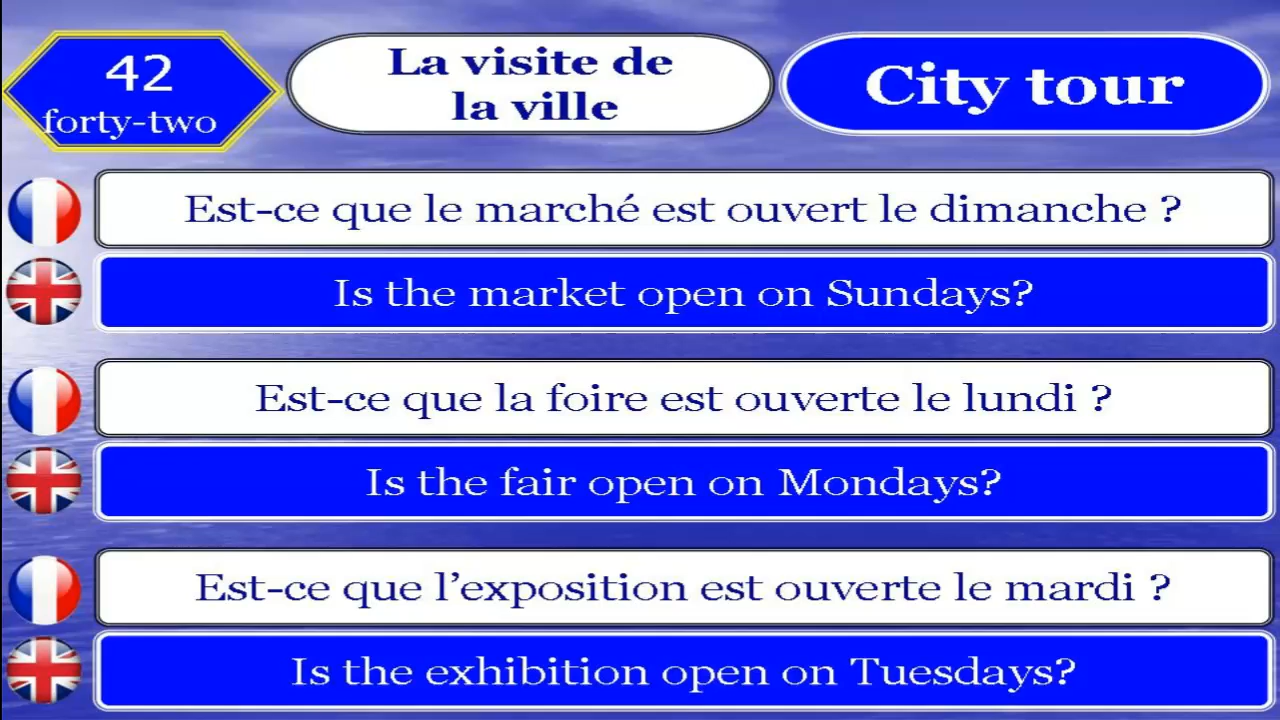 42
forty-two
La visite de
la ville
City tour
Est-ce que le marché est ouvert le dimanche ?
Is the market open on Sundays?
Est-ce que la foire est ouverte le lundi ?
Is the fair open on Mondays?
Est-ce que l’exposition est ouverte le mardi ?
Is the exhibition open on Tuesdays?